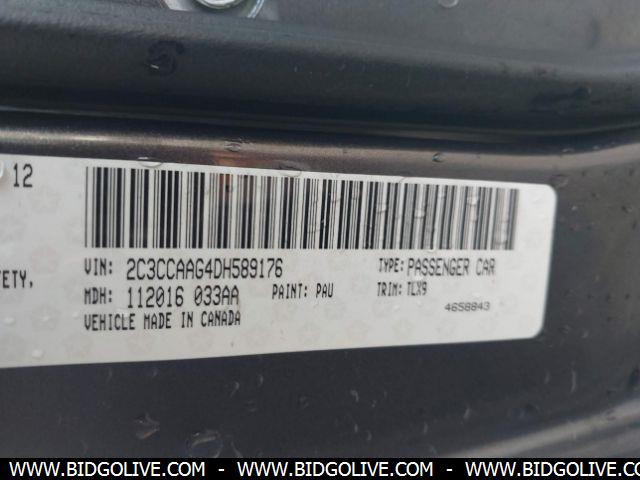 12
ETY,
VIN: 2C3CCAAG4DH589176
TYPE: PASSENGER CAR
MDH: 112016 033AA
PAINT: PAU
TRIM: TLX9
VEHICLE MADE IN CANADA
4658843
WWW.BIDGOLIVE.COM - WWW.BIDGOLIVE.COM - WWW.BIDGOLIVE.COM